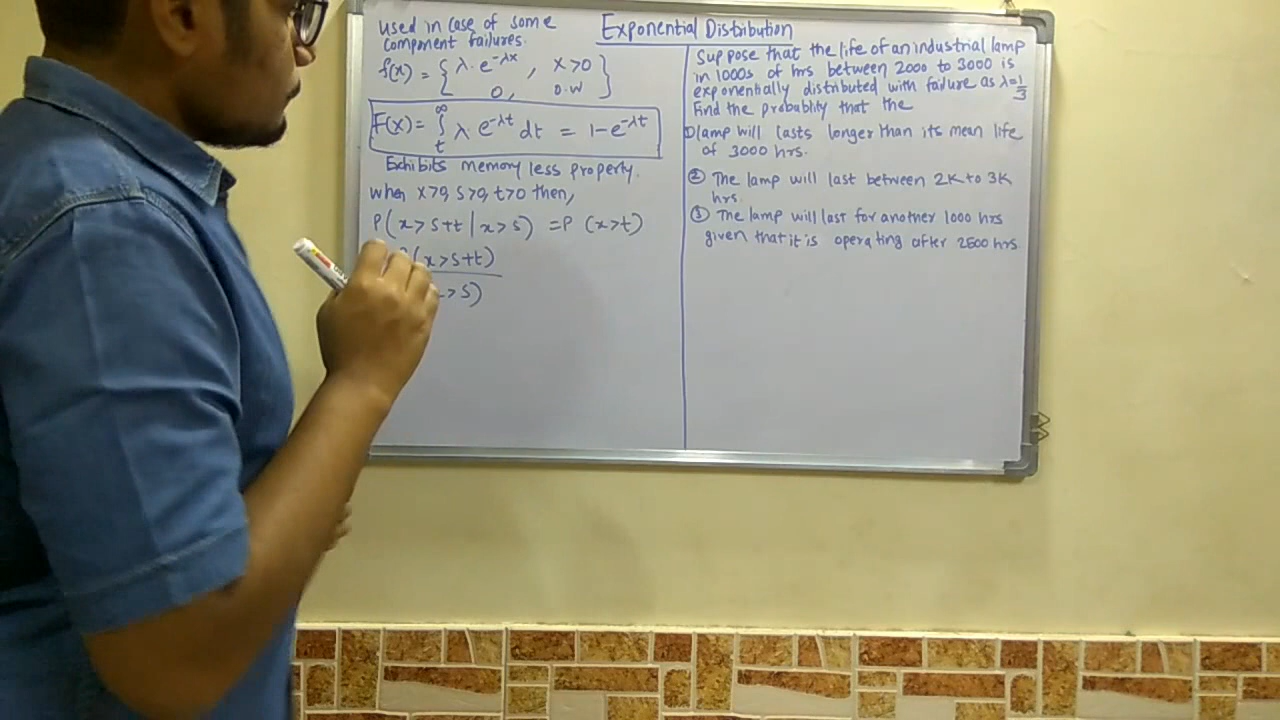 Exponential Distribution
used in case of some
component failures.
f(x) = { λ·e^-λx, x>0
0, o.w }
F(x) = ∫ₜ^∞ λ e^-λt dt = 1-e^-λt
Exhibits memory less property.
when x>0, s>0, t>0 then,
P(x>s+t | x>s) = P (x>t)
(x>s+t)
>s)
Suppose that the life of an industrial lamp
in 1000s of hrs between 2000 to 3000 is
exponentially distributed with failure as λ=1/3
Find the probablity that the
① lamp will lasts longer than its mean life
of 3000 hrs.
② The lamp will last between 2K to 3K
hrs.
③ The lamp will last for another 1000 hrs
given that it is operating after 2500 hrs